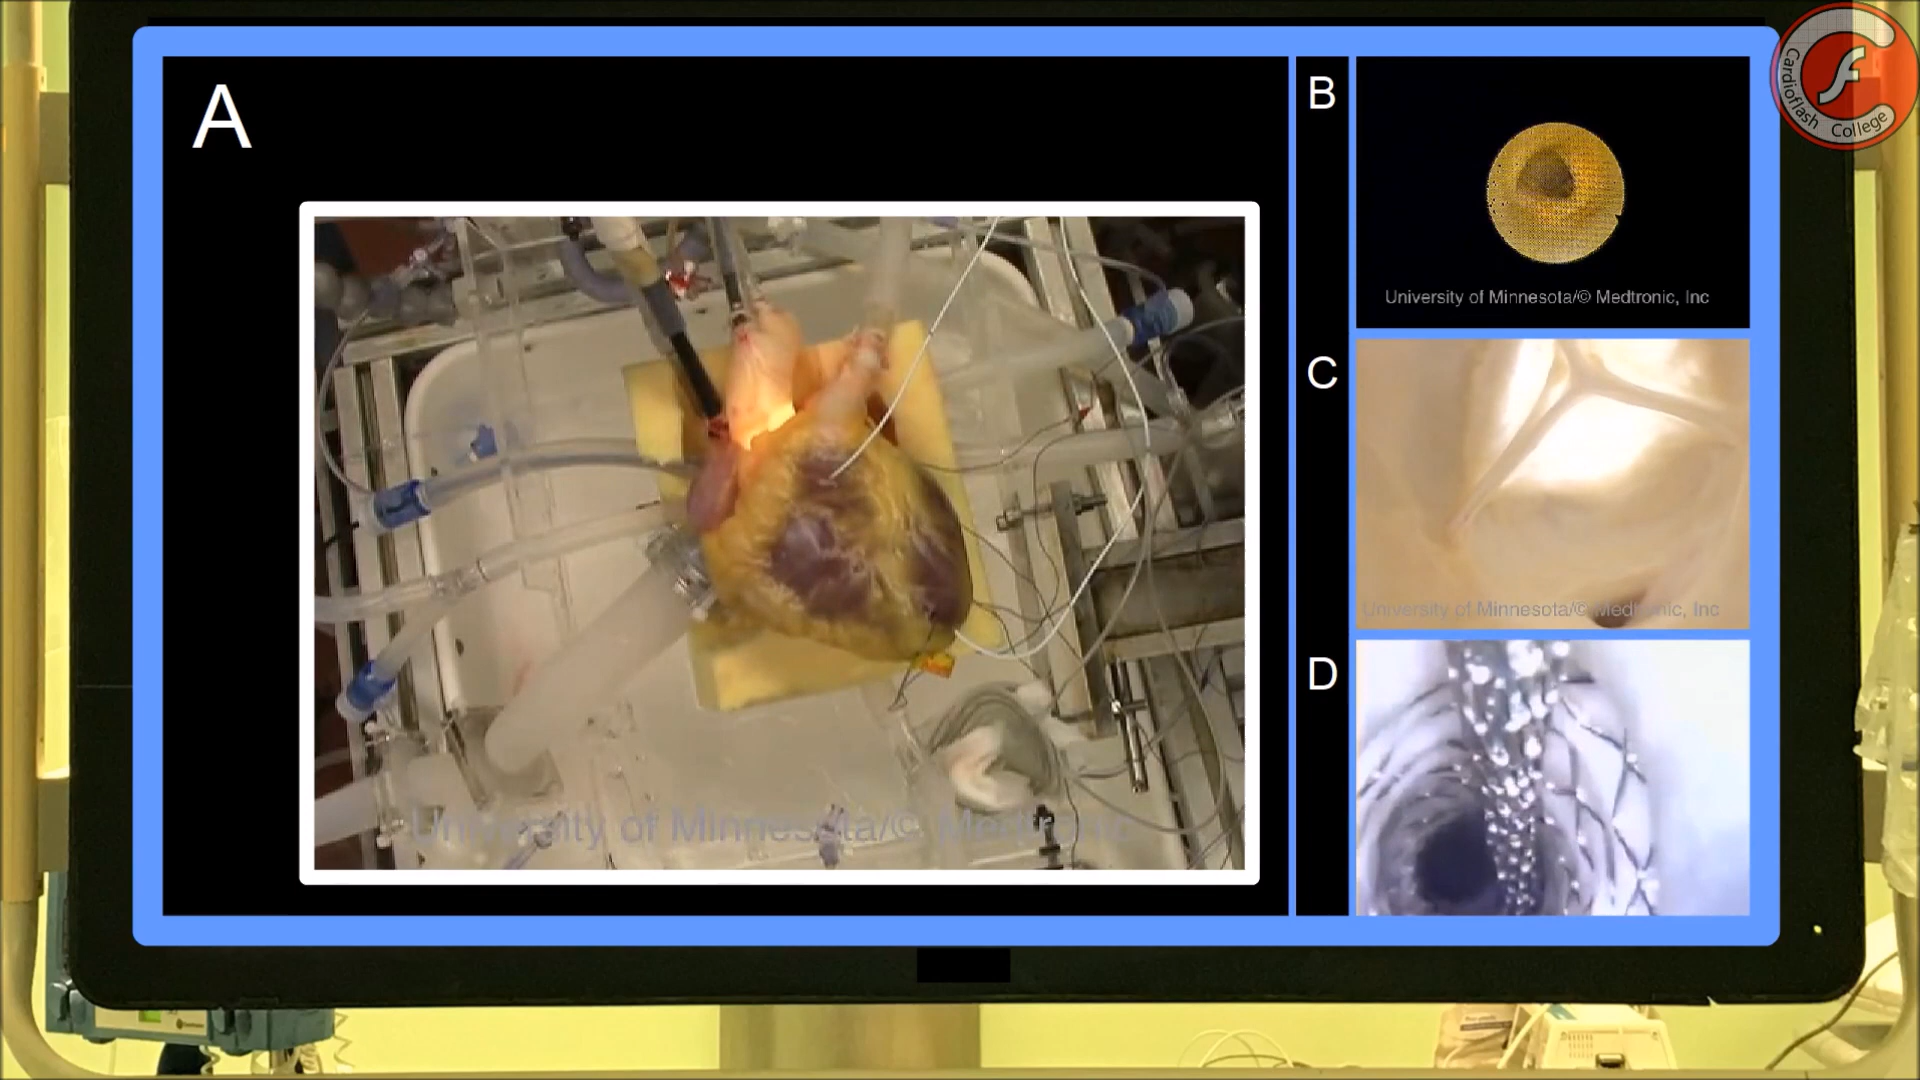 A
University of Minnesota/© Medtronic
B
University of Minnesota/© Medtronic, Inc
C
University of Minnesota/© Medtronic, Inc
D
Cardioflash College